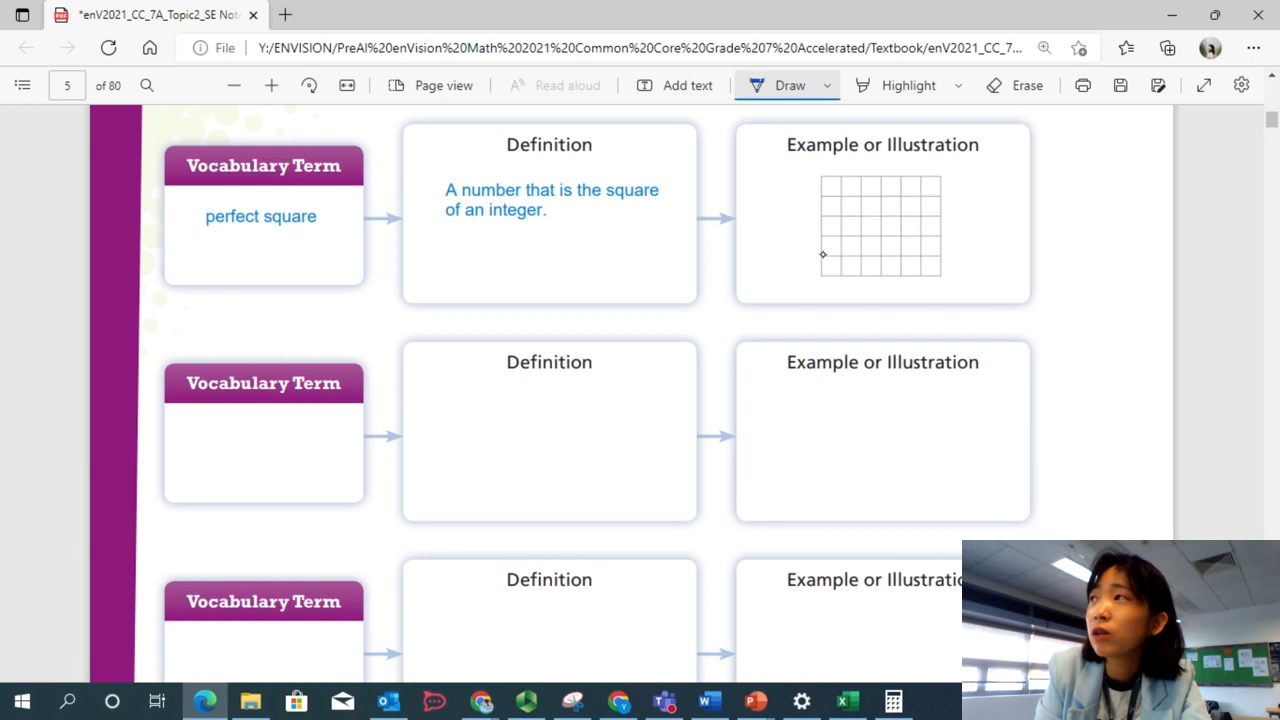 *enV2021_CC_7A_Topic2_SE Not
File
Y:/ENVISION/PreAI%20enVision%20Math%202021%20Common%20Core%20Grade%207%20Accelerated/Textbook/enV2021_CC_7...
5
of 80
Page view
Read aloud
Add text
Draw
Highlight
Erase
Vocabulary Term
perfect square
Definition
A number that is the square
of an integer.
Example or Illustration
Vocabulary Term
Definition
Example or Illustration
Vocabulary Term
Definition
Example or Illustratio